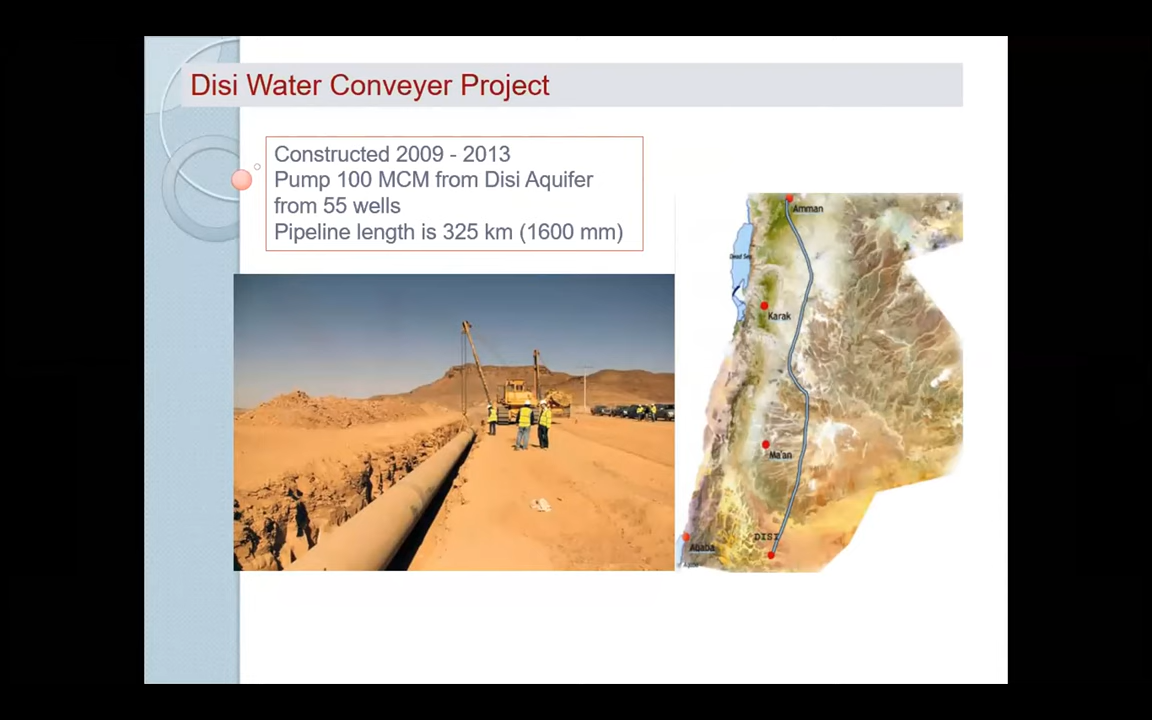 Disi Water Conveyer Project
Constructed 2009 - 2013
Pump 100 MCM from Disi Aquifer
from 55 wells
Pipeline length is 325 km (1600 mm)
Amman
Dead Sea
Karak
Ma'an
DISI